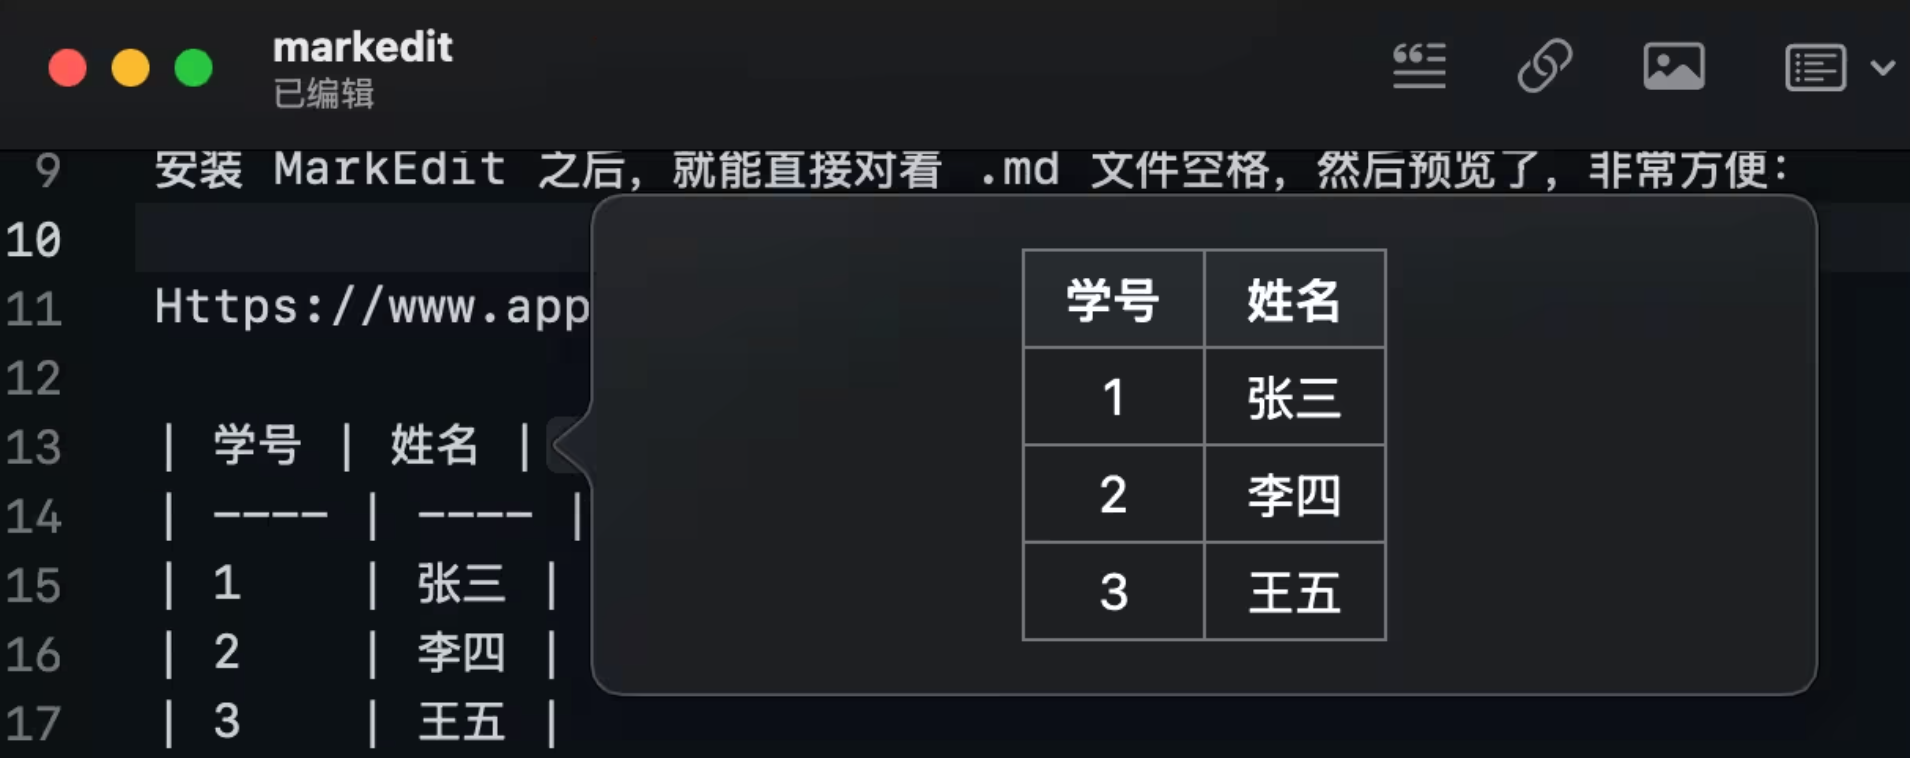 markedit
已编辑
9 安装 MarkEdit 之后，就能直接对看 .md 文件空格，然后预览了，非常方便：
10
11 Https://www.app
12
13 | 学号 | 姓名 |
14 | ---- | ---- |
15 | 1 | 张三 |
16 | 2 | 李四 |
17 | 3 | 王五 |
学号 姓名
1 张三
2 李四
3 王五